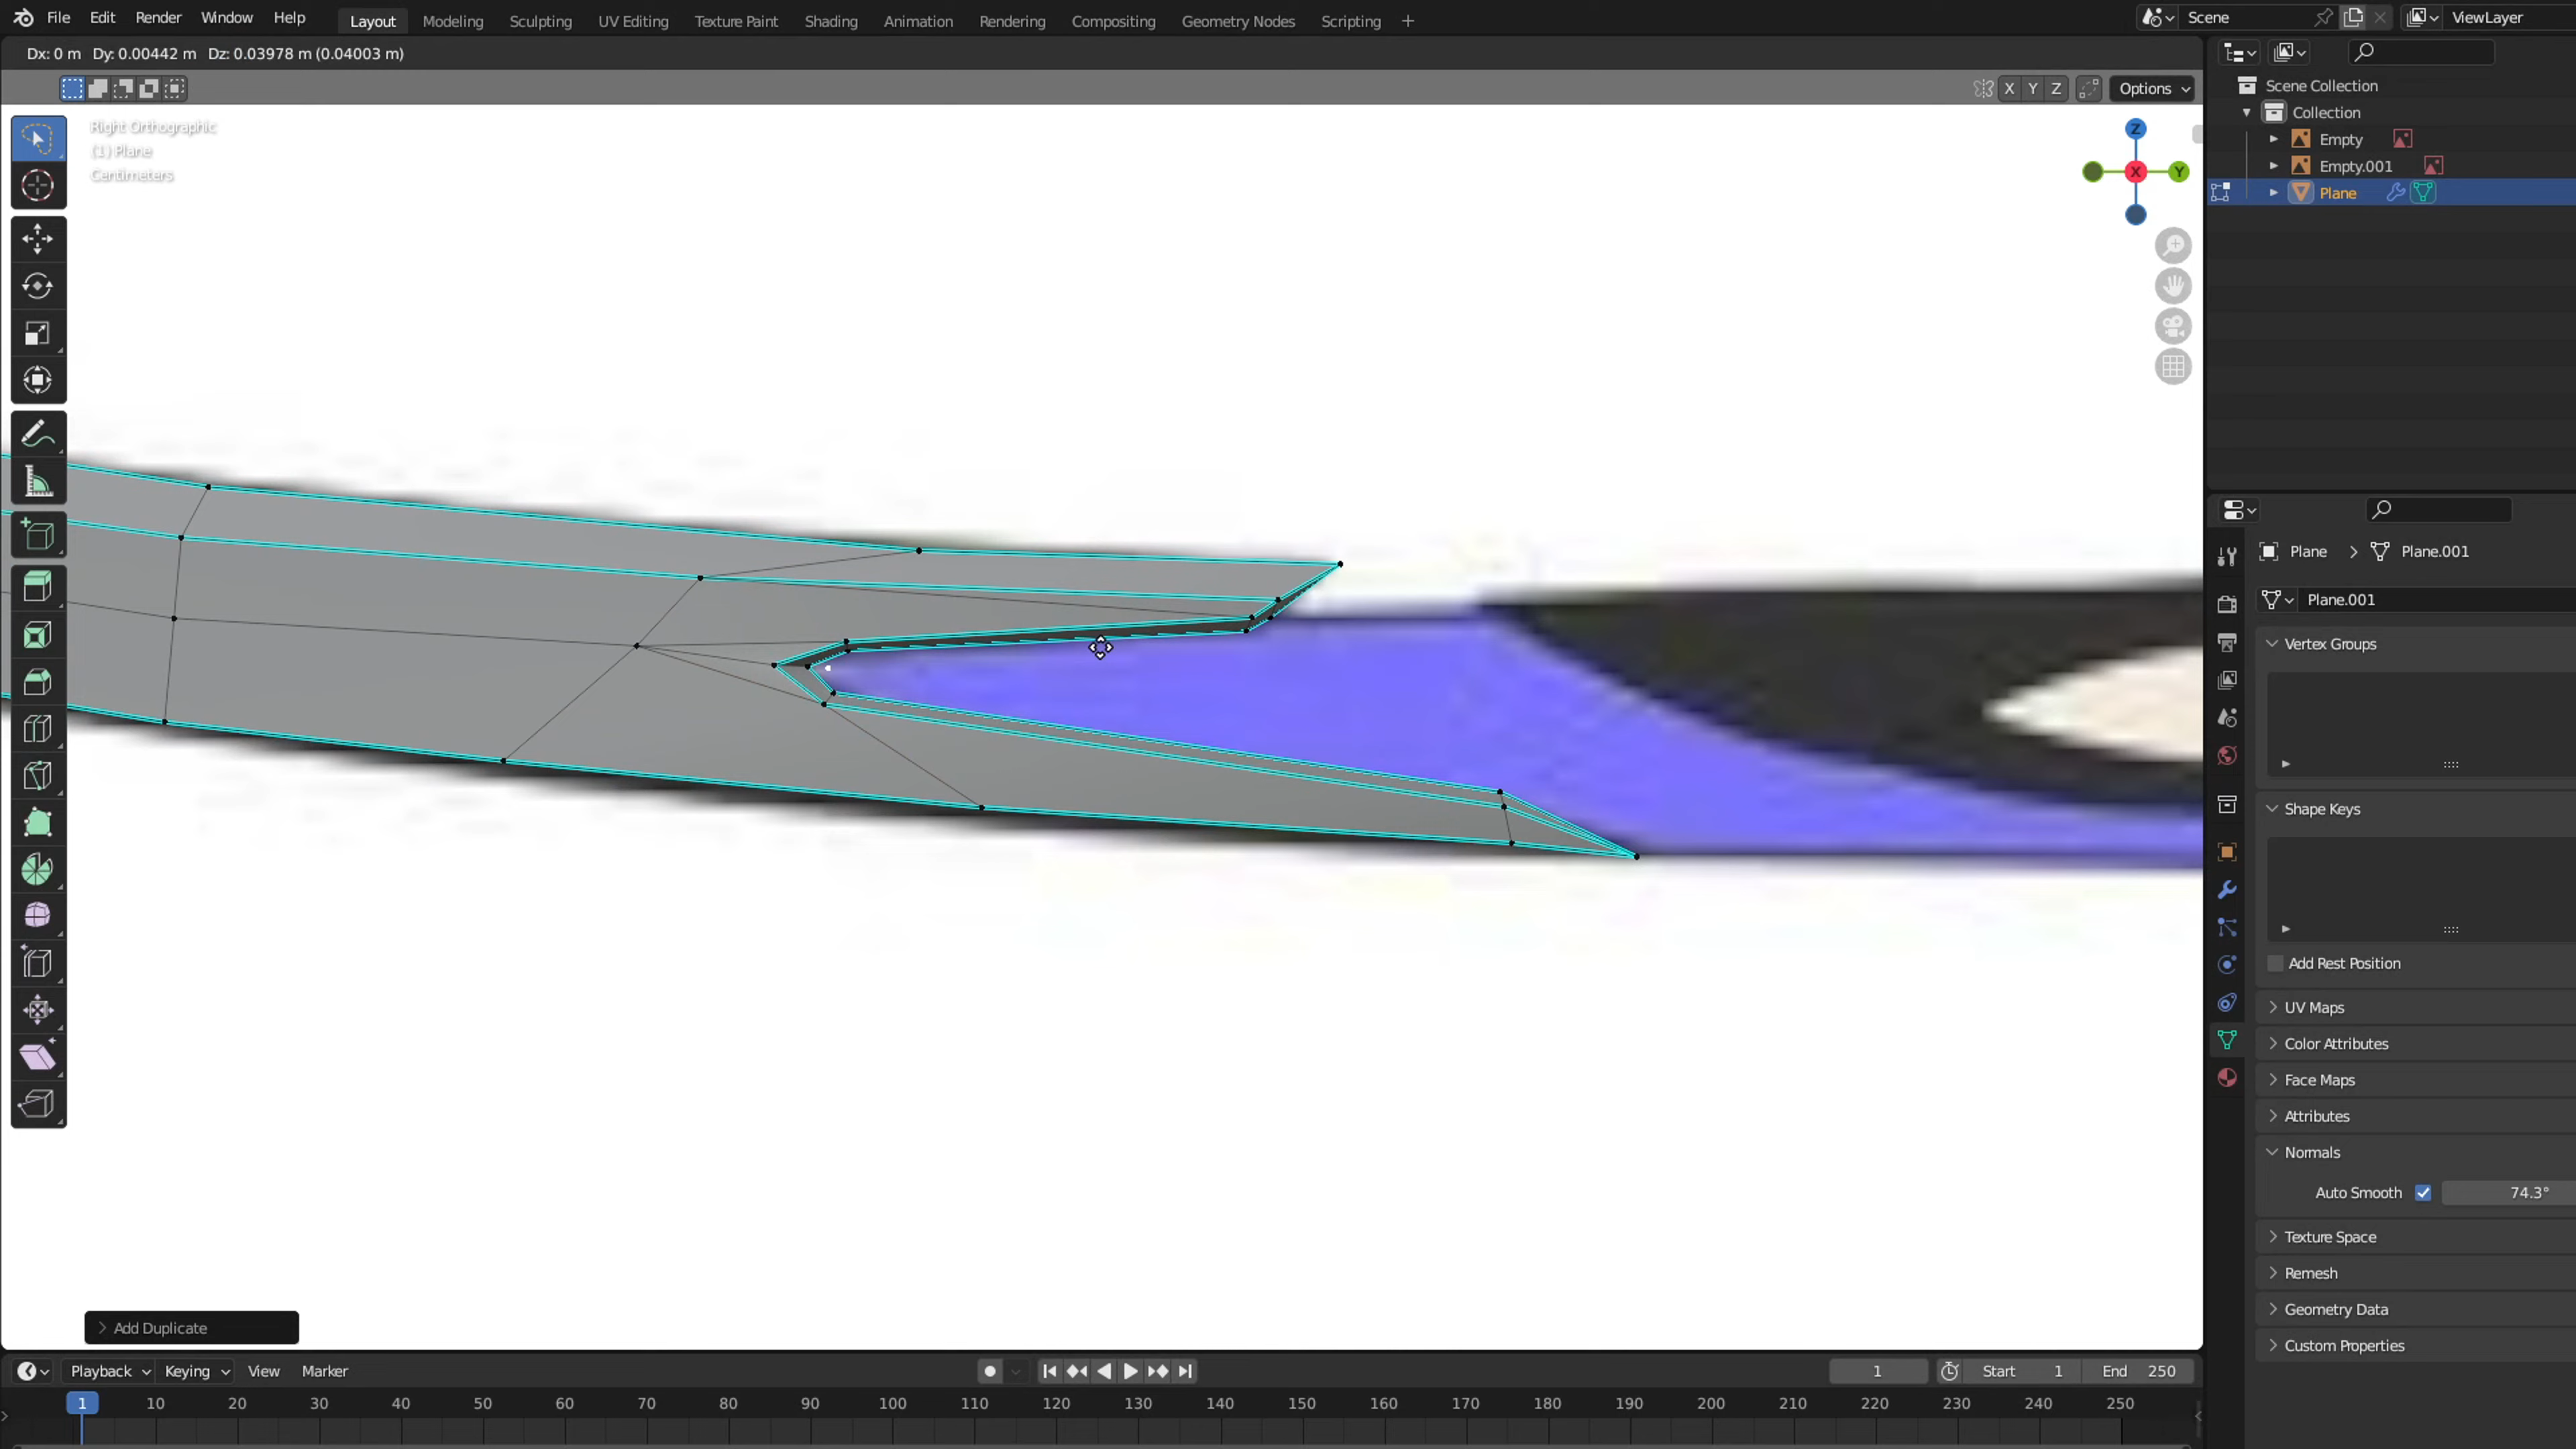 File Edit Render Window Help Layout Modeling Sculpting UV Editing Texture Paint Shading Animation Rendering Compositing Geometry Nodes Scripting + Scene ViewLayer
Dx: 0 m Dy: 0.00442 m Dz: 0.03978 m (0.04003 m)
X Y Z Options
Right Orthographic
(1) Plane
Centimeters
Z
X
Y
Scene Collection
Collection
Empty
Empty.001
Plane
Plane > Plane.001
Plane.001
Vertex Groups
Shape Keys
Add Rest Position
UV Maps
Color Attributes
Face Maps
Attributes
Normals
Auto Smooth 74.3°
Texture Space
Remesh
Geometry Data
Custom Properties
> Add Duplicate
Playback Keying View Marker 1 Start 1 End 250
1 10 20 30 40 50 60 70 80 90 100 110 120 130 140 150 160 170 180 190 200 210 220 230 240 250